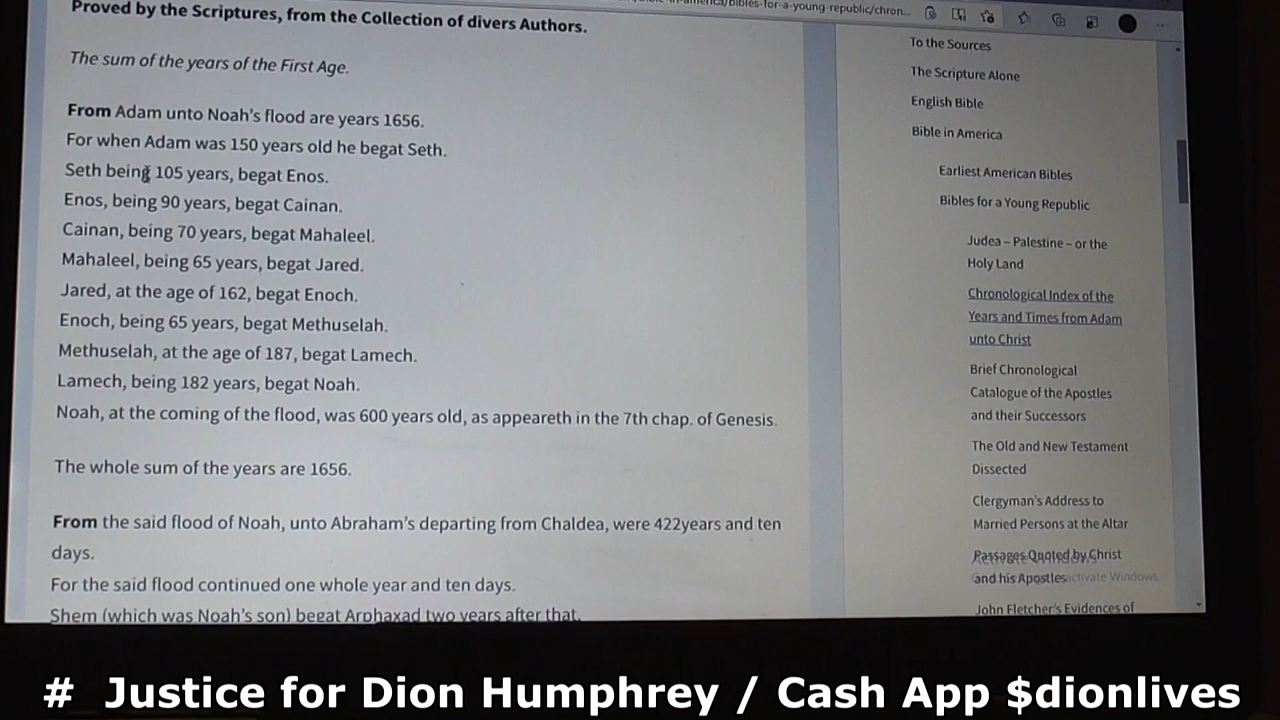 bibles-for-a-young-republic/chron...
Proved by the Scriptures, from the Collection of divers Authors.
The sum of the years of the First Age.
From Adam unto Noah's flood are years 1656.
For when Adam was 150 years old he begat Seth.
Seth being 105 years, begat Enos.
Enos, being 90 years, begat Cainan.
Cainan, being 70 years, begat Mahaleel.
Mahaleel, being 65 years, begat Jared.
Jared, at the age of 162, begat Enoch.
Enoch, being 65 years, begat Methuselah.
Methuselah, at the age of 187, begat Lamech.
Lamech, being 182 years, begat Noah.
Noah, at the coming of the flood, was 600 years old, as appeareth in the 7th chap. of Genesis.
The whole sum of the years are 1656.
From the said flood of Noah, unto Abraham's departing from Chaldea, were 422years and ten
days.
For the said flood continued one whole year and ten days.
Shem (which was Noah's son) begat Arphaxad two years after that.
To the Sources
The Scripture Alone
English Bible
Bible in America
Earliest American Bibles
Bibles for a Young Republic
Judea – Palestine – or the
Holy Land
Chronological Index of the
Years and Times from Adam
unto Christ
Brief Chronological
Catalogue of the Apostles
and their Successors
The Old and New Testament
Dissected
Clergyman's Address to
Married Persons at the Altar
Passages Quoted by Christ
and his Apostles
activate Windows.
John Fletcher's Evidences of
# Justice for Dion Humphrey / Cash App $dionlives